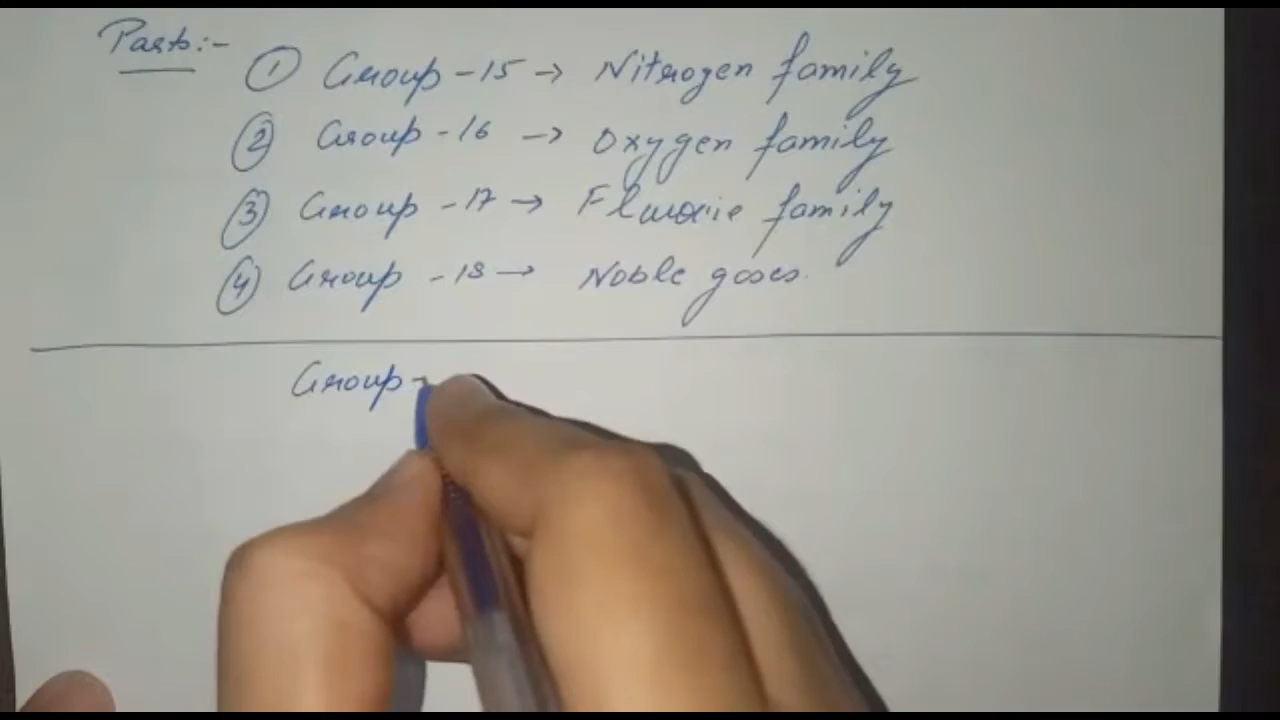 Parts:-
① Group - 15 → Nitrogen family
② Group - 16 → Oxygen family
③ Group - 17 → Fluorie family
④ Group - 18 → Noble gases.
Group -